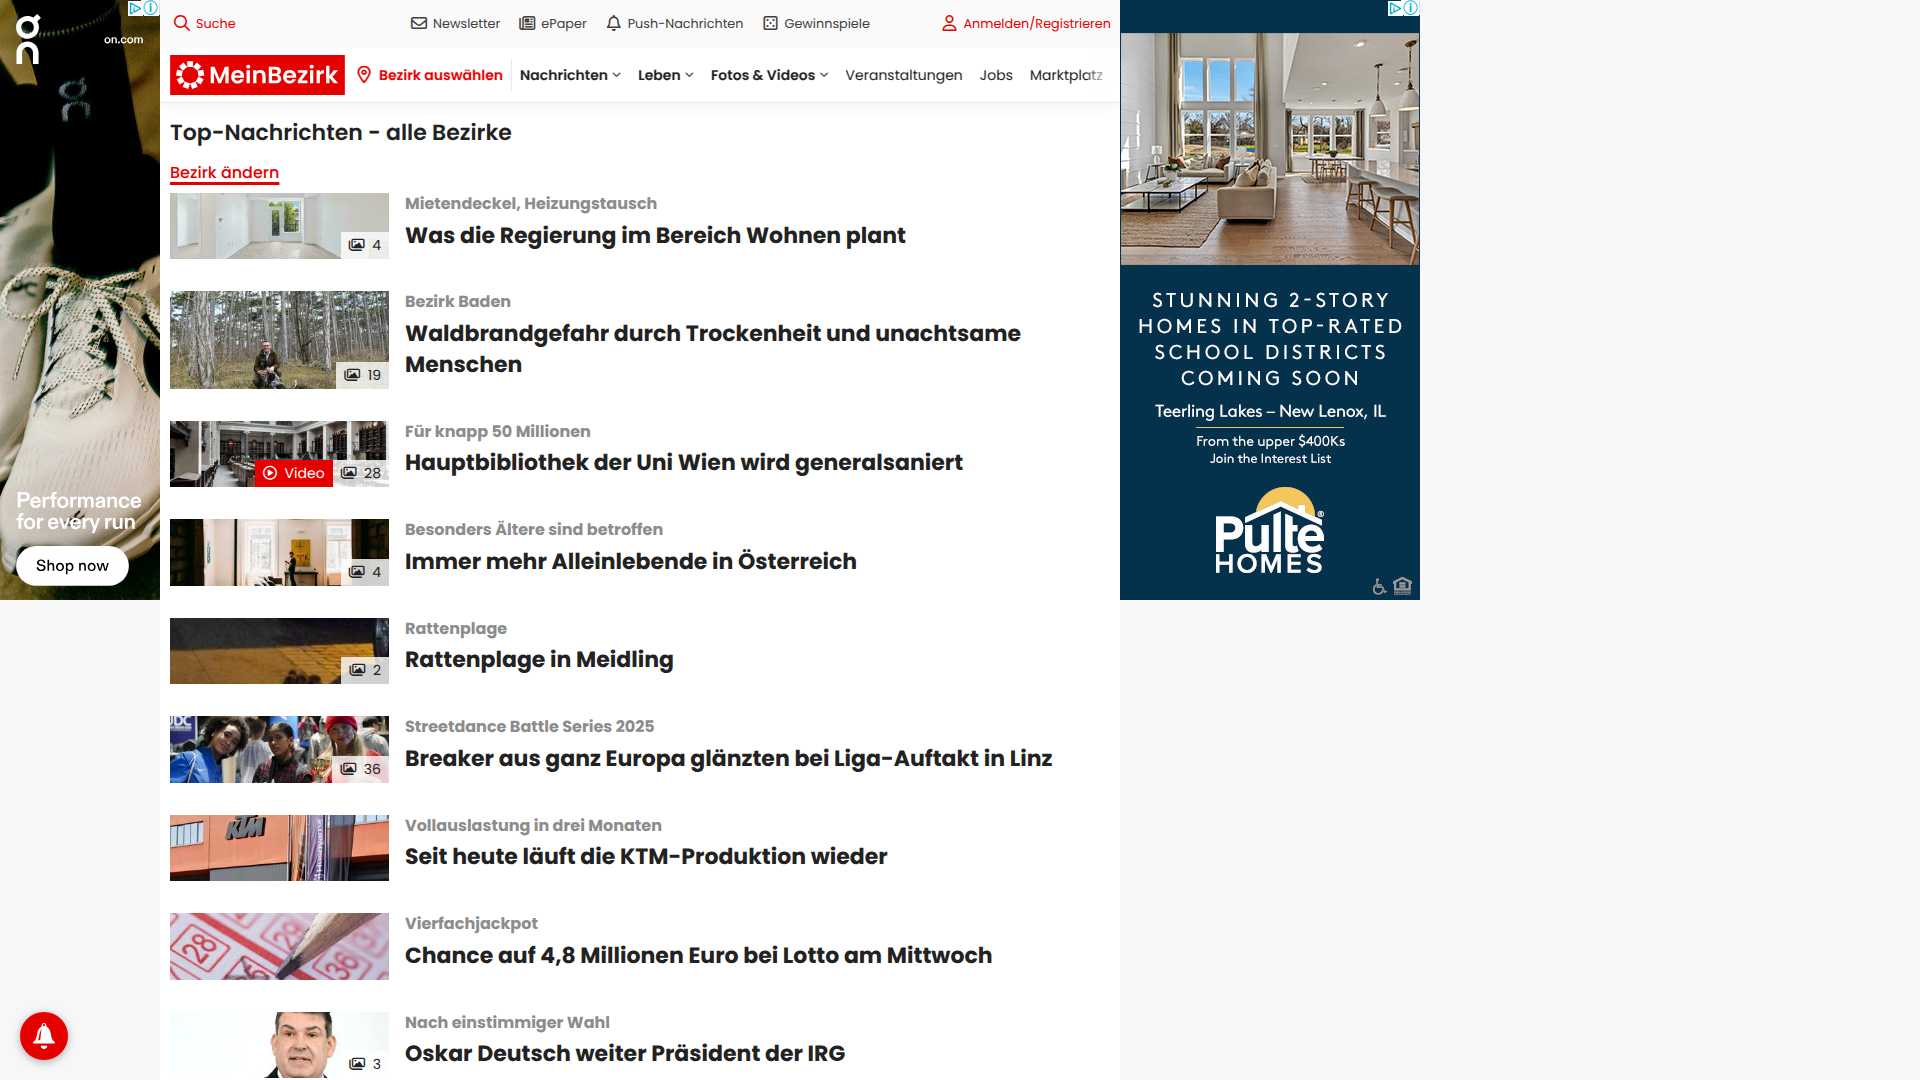 on.com
Performance
for every run
Shop now
Suche
Newsletter
ePaper
Push-Nachrichten
Gewinnspiele
Anmelden/Registrieren
MeinBezirk
Bezirk auswählen
Nachrichten
Leben
Fotos & Videos
Veranstaltungen
Jobs
Marktplatz
Top-Nachrichten - alle Bezirke
Bezirk ändern
4
Mietendeckel, Heizungstausch
Was die Regierung im Bereich Wohnen plant
19
Bezirk Baden
Waldbrandgefahr durch Trockenheit und unachtsame
Menschen
Video
28
Für knapp 50 Millionen
Hauptbibliothek der Uni Wien wird generalsaniert
4
Besonders Ältere sind betroffen
Immer mehr Alleinlebende in Österreich
2
Rattenplage
Rattenplage in Meidling
36
Streetdance Battle Series 2025
Breaker aus ganz Europa glänzten bei Liga-Auftakt in Linz
KTM
Vollauslastung in drei Monaten
Seit heute läuft die KTM-Produktion wieder
28
29
36
Vierfachjackpot
Chance auf 4,8 Millionen Euro bei Lotto am Mittwoch
3
Nach einstimmiger Wahl
Oskar Deutsch weiter Präsident der IRG
STUNNING 2-STORY
HOMES IN TOP-RATED
SCHOOL DISTRICTS
COMING SOON
Teerling Lakes – New Lenox, IL
From the upper $400Ks
Join the Interest List
Pulte®
HOMES